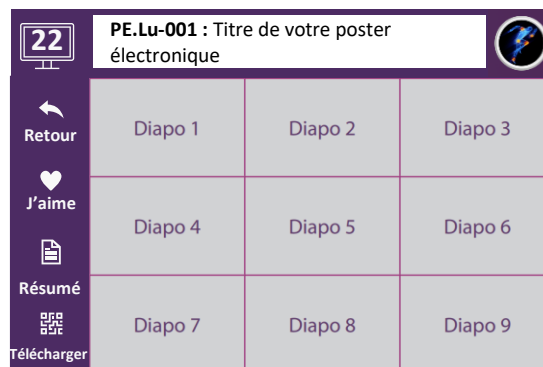 22
PE.Lu-001 : Titre de votre poster
électronique
Retour
J'aime
Résumé
Télécharger
Diapo 1 Diapo 2 Diapo 3
Diapo 4 Diapo 5 Diapo 6
Diapo 7 Diapo 8 Diapo 9